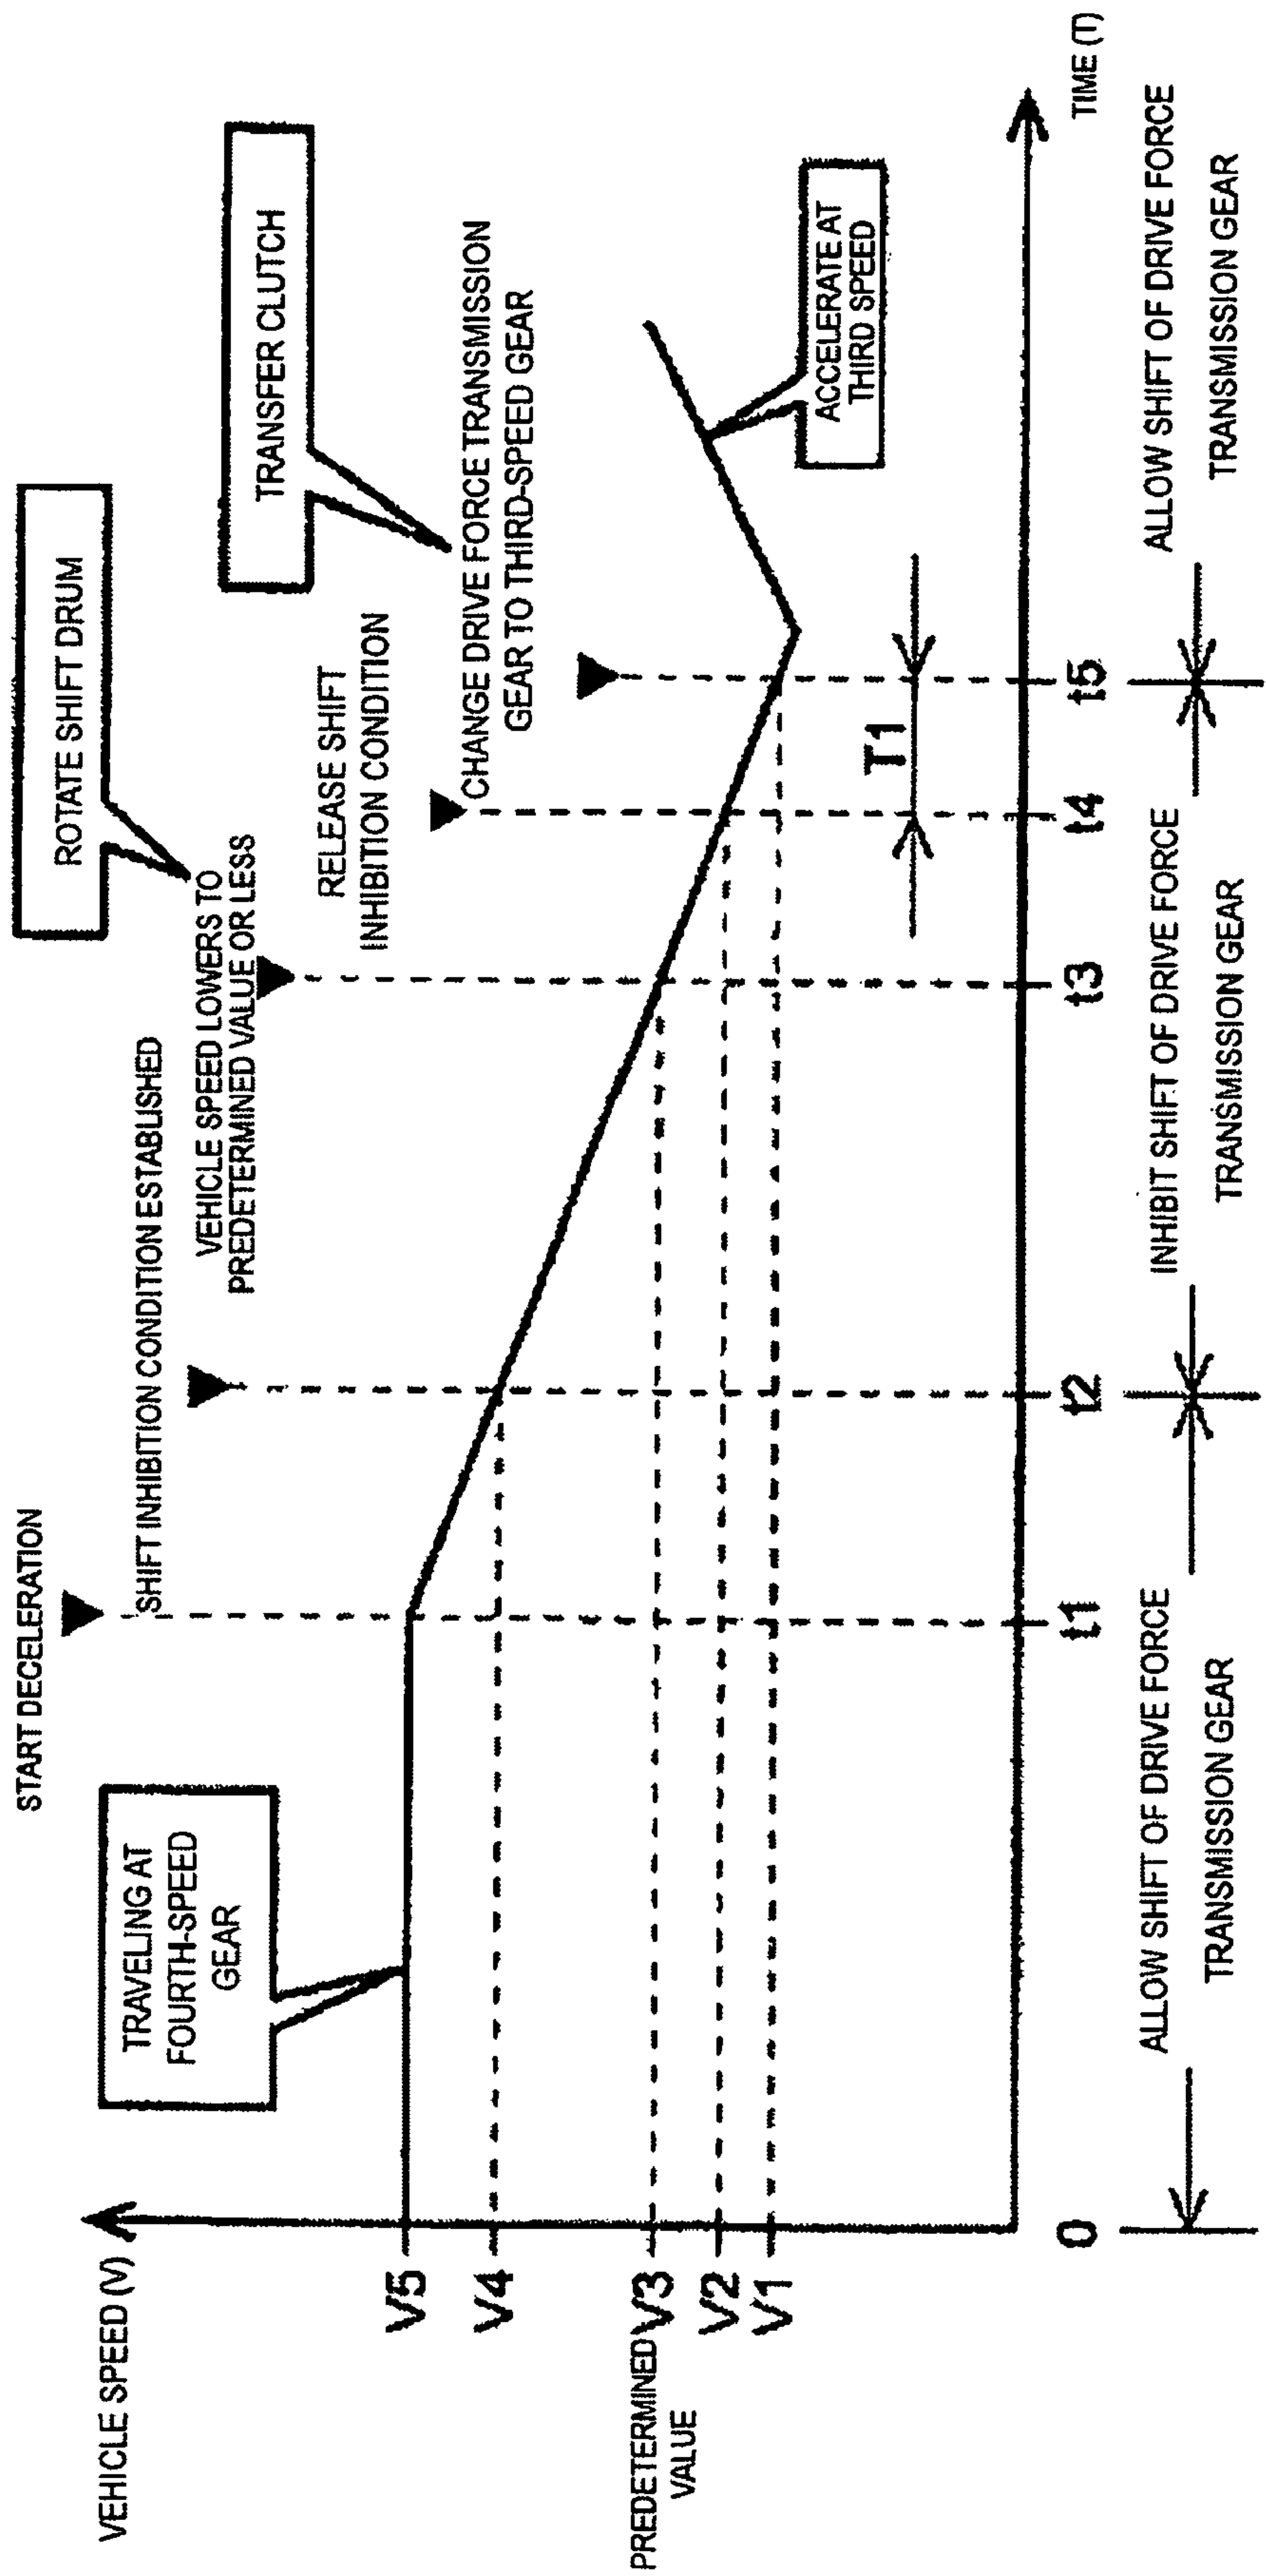 START DECELERATION
ROTATE SHIFT DRUM
SHIFT INHIBITION CONDITION ESTABLISHED
VEHICLE SPEED LOWERS TO
PREDETERMINED VALUE OR LESS
TRANSFER CLUTCH
RELEASE SHIFT
INHIBITION CONDITION
CHANGE DRIVE FORCE TRANSMISSION
GEAR TO THIRD-SPEED GEAR
VEHICLE SPEED (V)
TRAVELING AT
FOURTH-SPEED
GEAR
V5
V4
PREDETERMINED
VALUE
V3
V2
V1
ACCELERATE AT
THIRD SPEED
T1
0
t1
t2
t3
t4
t5
TIME (T)
ALLOW SHIFT OF DRIVE FORCE
TRANSMISSION GEAR
INHIBIT SHIFT OF DRIVE FORCE
TRANSMISSION GEAR
ALLOW SHIFT OF DRIVE FORCE
TRANSMISSION GEAR